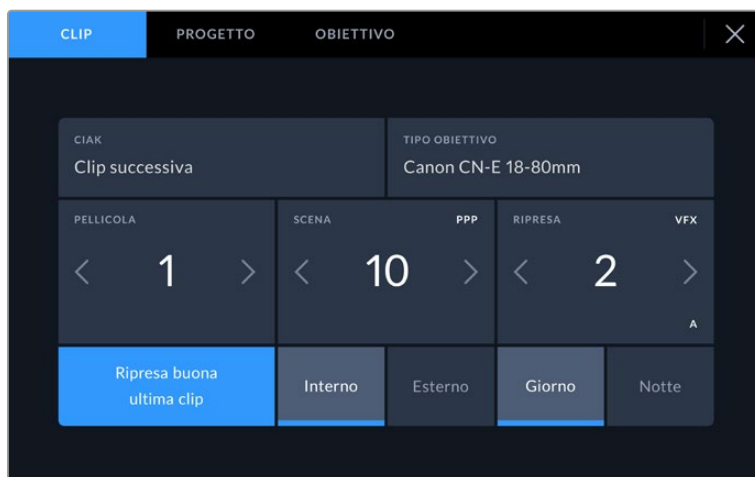 CLIP PROGETTO OBIETTIVO
CIAK TIPO OBIETTIVO
Clip successiva Canon CN-E 18-80mm
PELLICOLA SCENA PPP RIPRESA VFX
1 10 2
A
Ripresa buona
ultima clip
Interno Esterno Giorno Notte